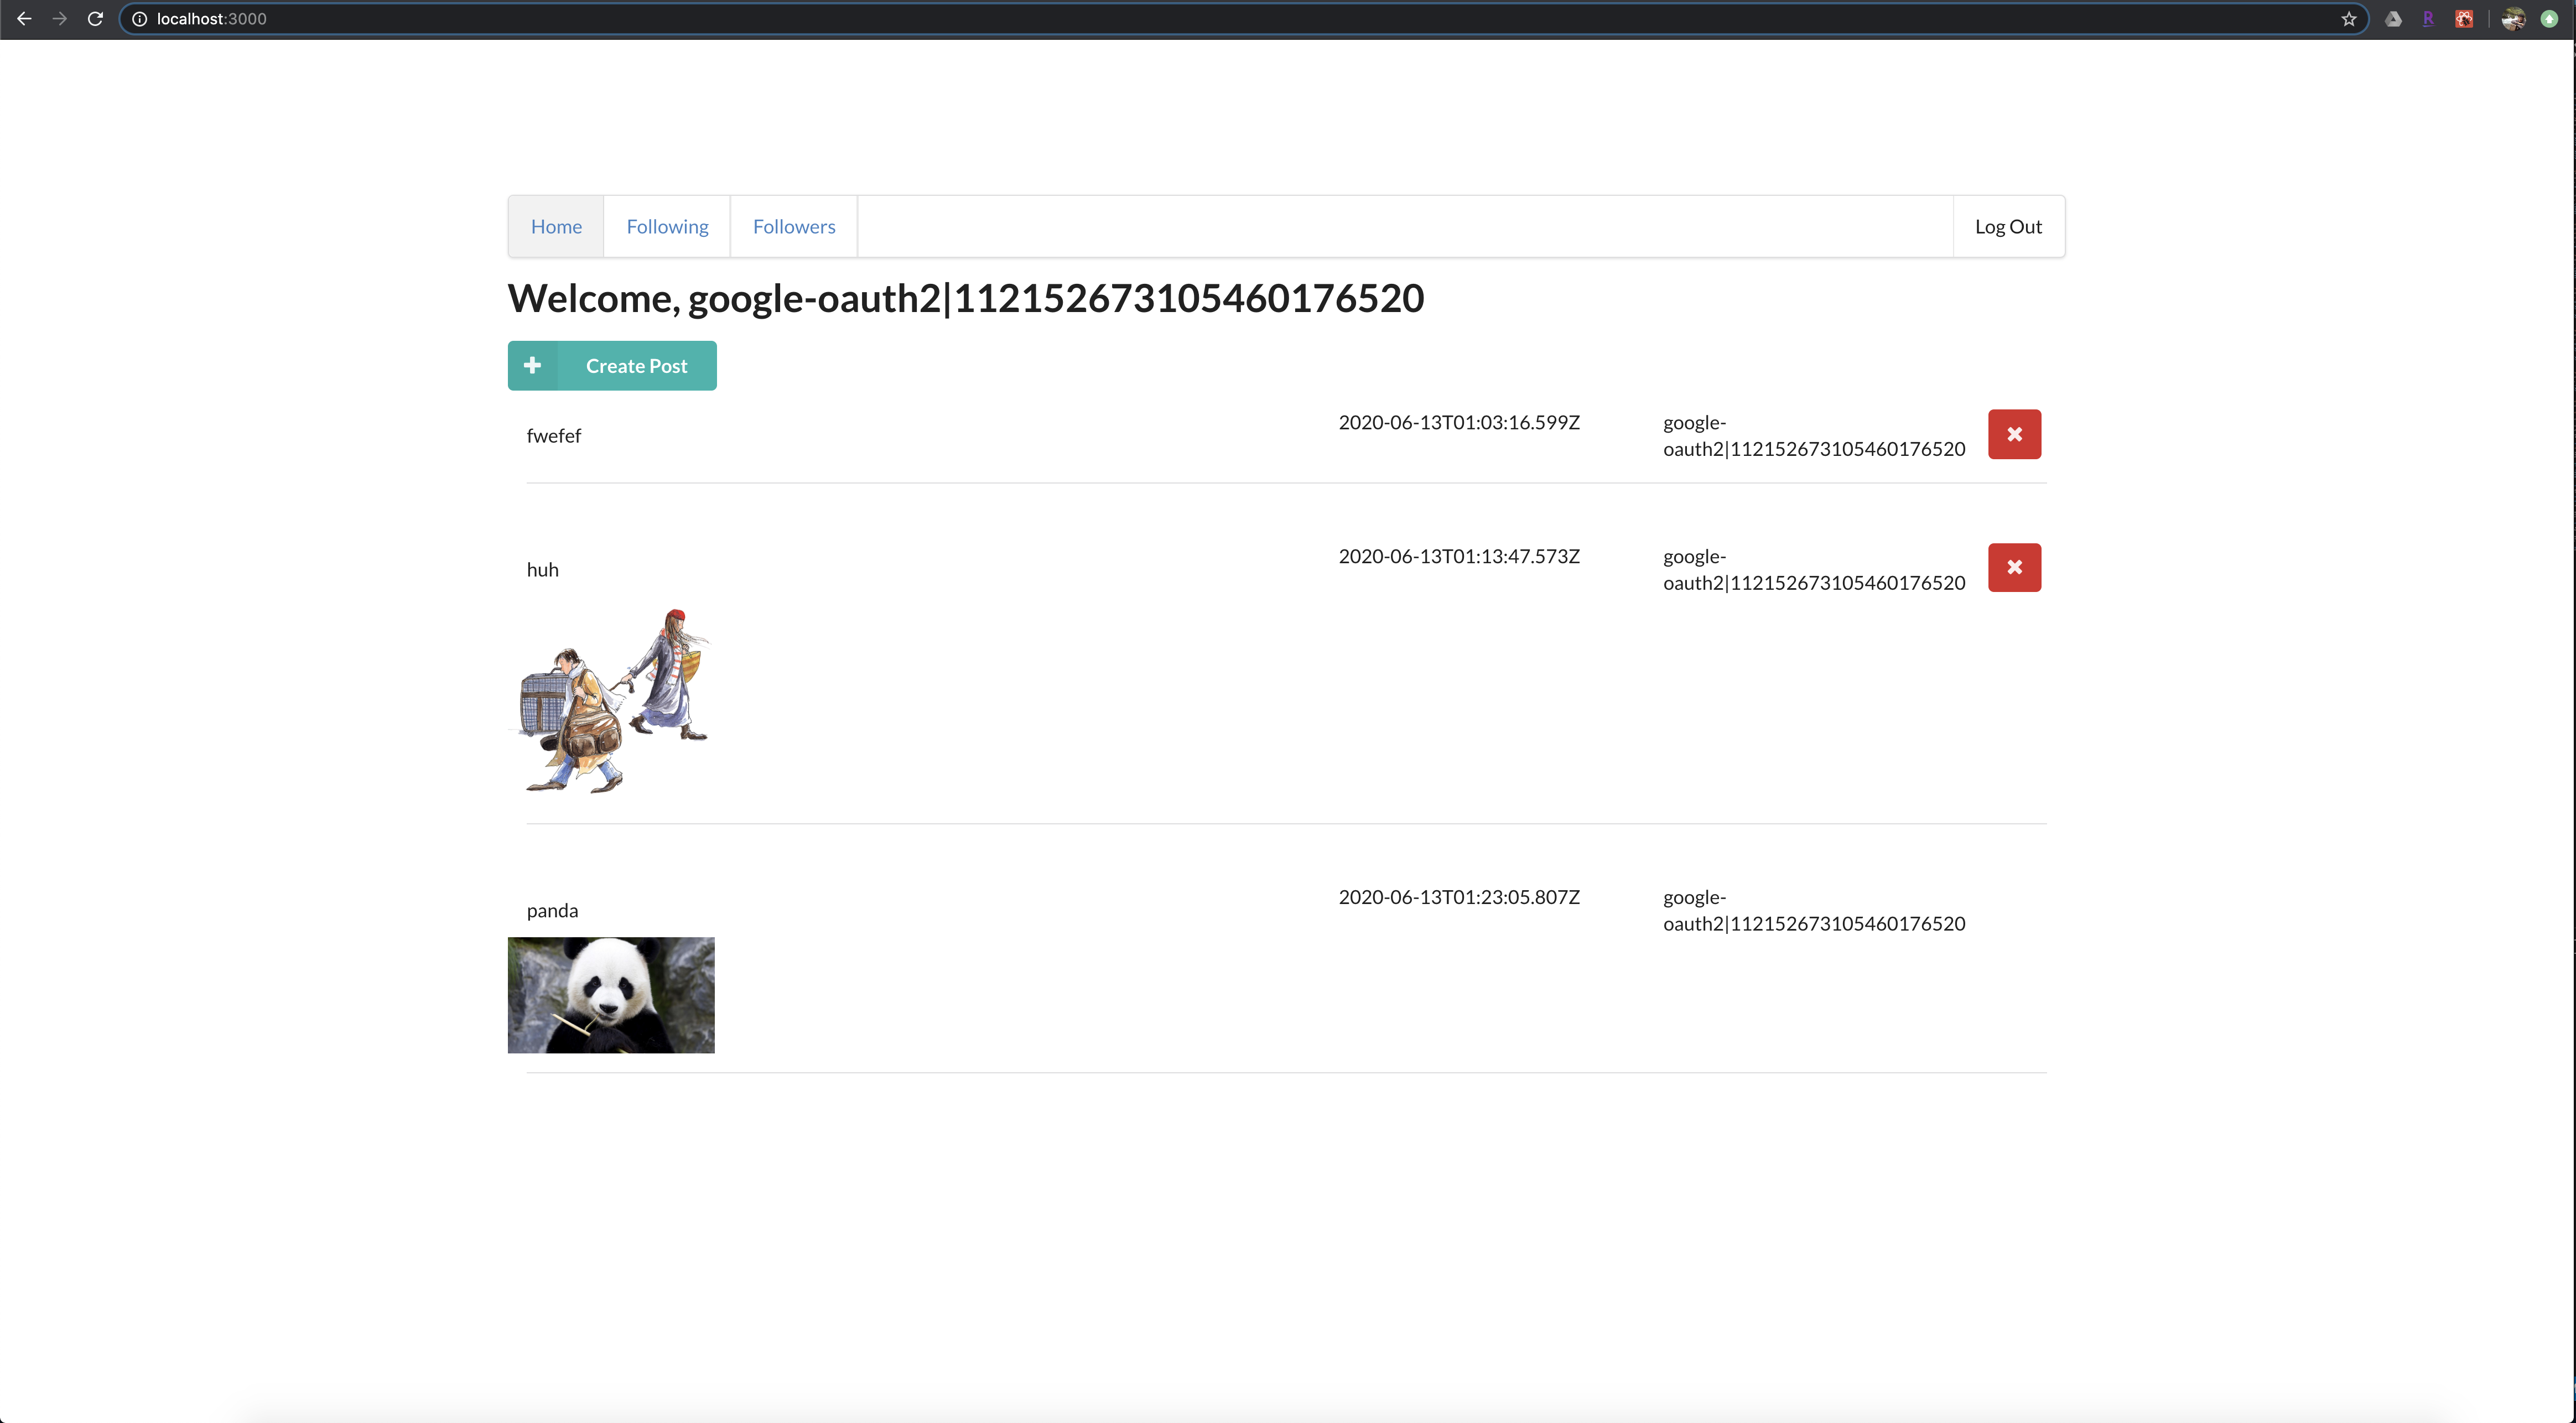 localhost:3000
Home Following Followers Log Out
Welcome, google-oauth2|112152673105460176520
Create Post
fwefef 2020-06-13T01:03:16.599Z google-
oauth2|112152673105460176520
huh 2020-06-13T01:13:47.573Z google-
oauth2|112152673105460176520
panda 2020-06-13T01:23:05.807Z google-
oauth2|112152673105460176520